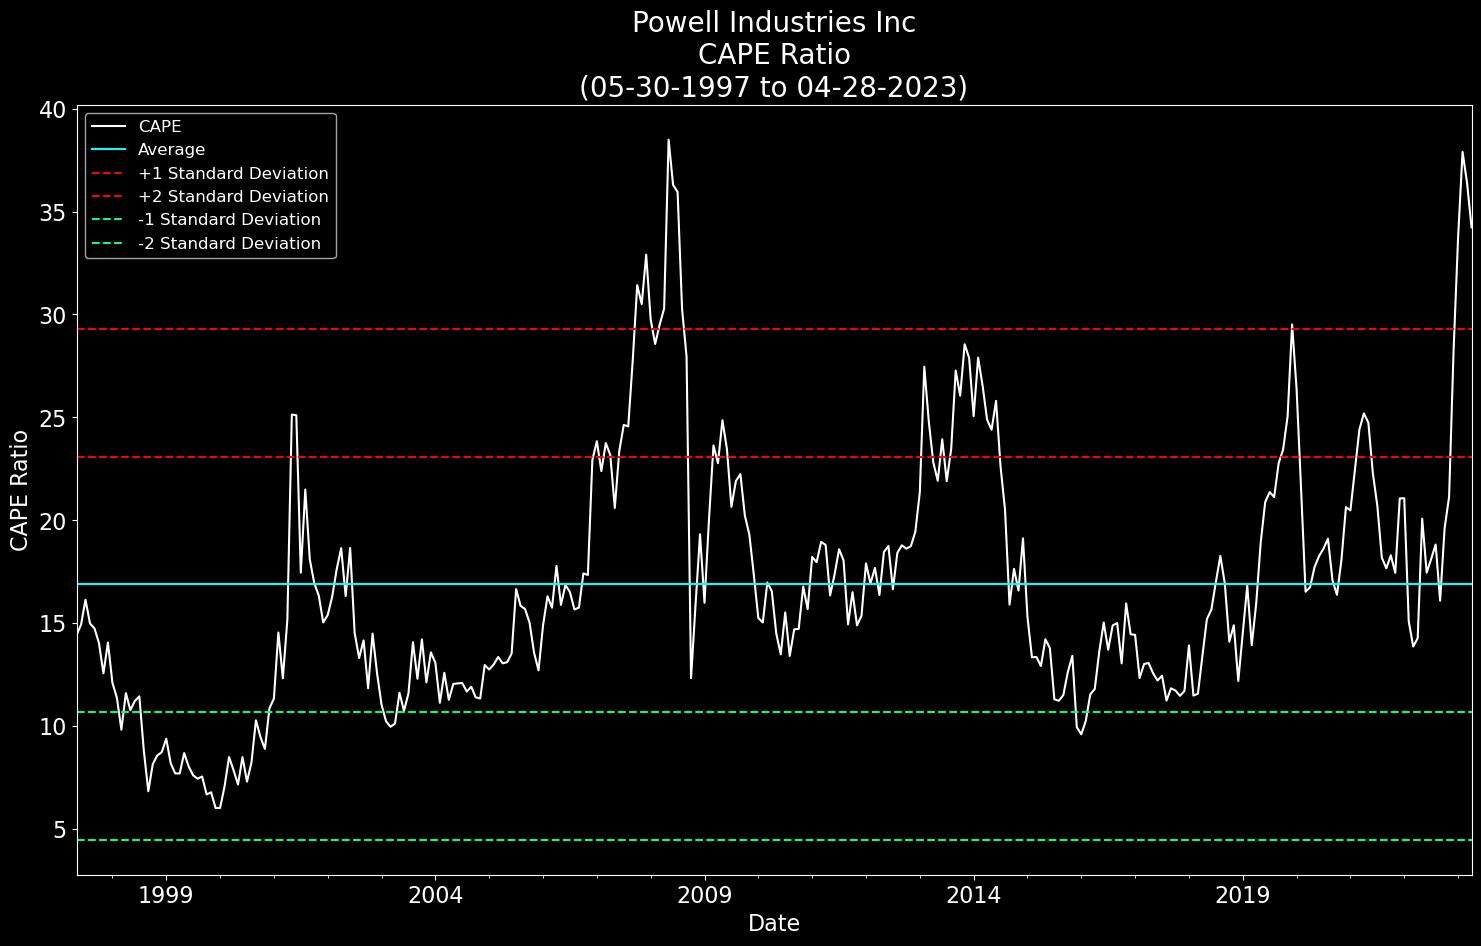 Powell Industries Inc
CAPE Ratio
(05-30-1997 to 04-28-2023)
40
35
30
25
20
15
10
5
CAPE Ratio
CAPE
Average
+1 Standard Deviation
+2 Standard Deviation
-1 Standard Deviation
-2 Standard Deviation
1999 2004 2009 2014 2019
Date